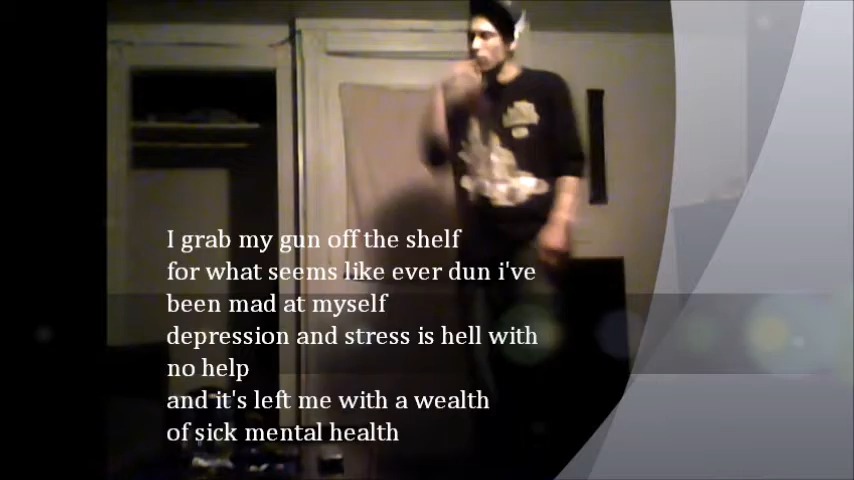 I grab my gun off the shelf
for what seems like ever dun i've
been mad at myself
depression and stress is hell with
no help
and it's left me with a wealth
of sick mental health